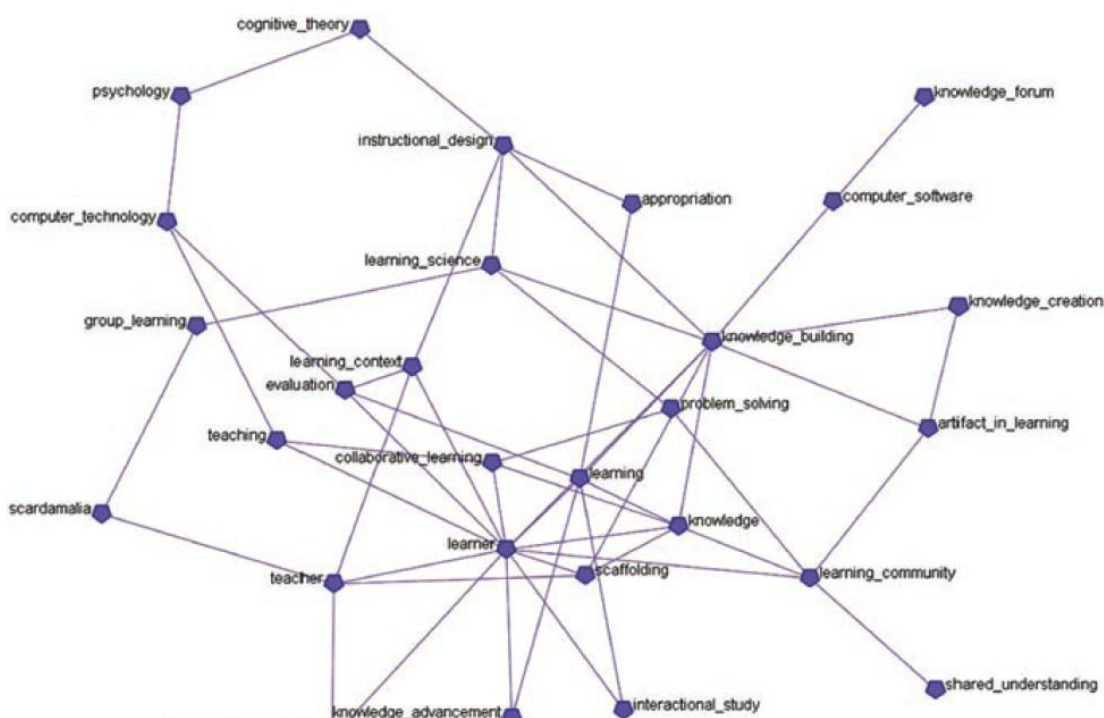 cognitive_theory
psychology
knowledge_forum
instructional_design
appropriation
computer_software
computer_technology
learning_science
knowledge_creation
group_learning
knowledge_building
learning_context
evaluation
problem_solving
artifact_in_learning
teaching
collaborative_learning
learning
scardamalia
knowledge
learner
scaffolding
learning_community
teacher
shared_understanding
interactional_study
knowledge_advancement